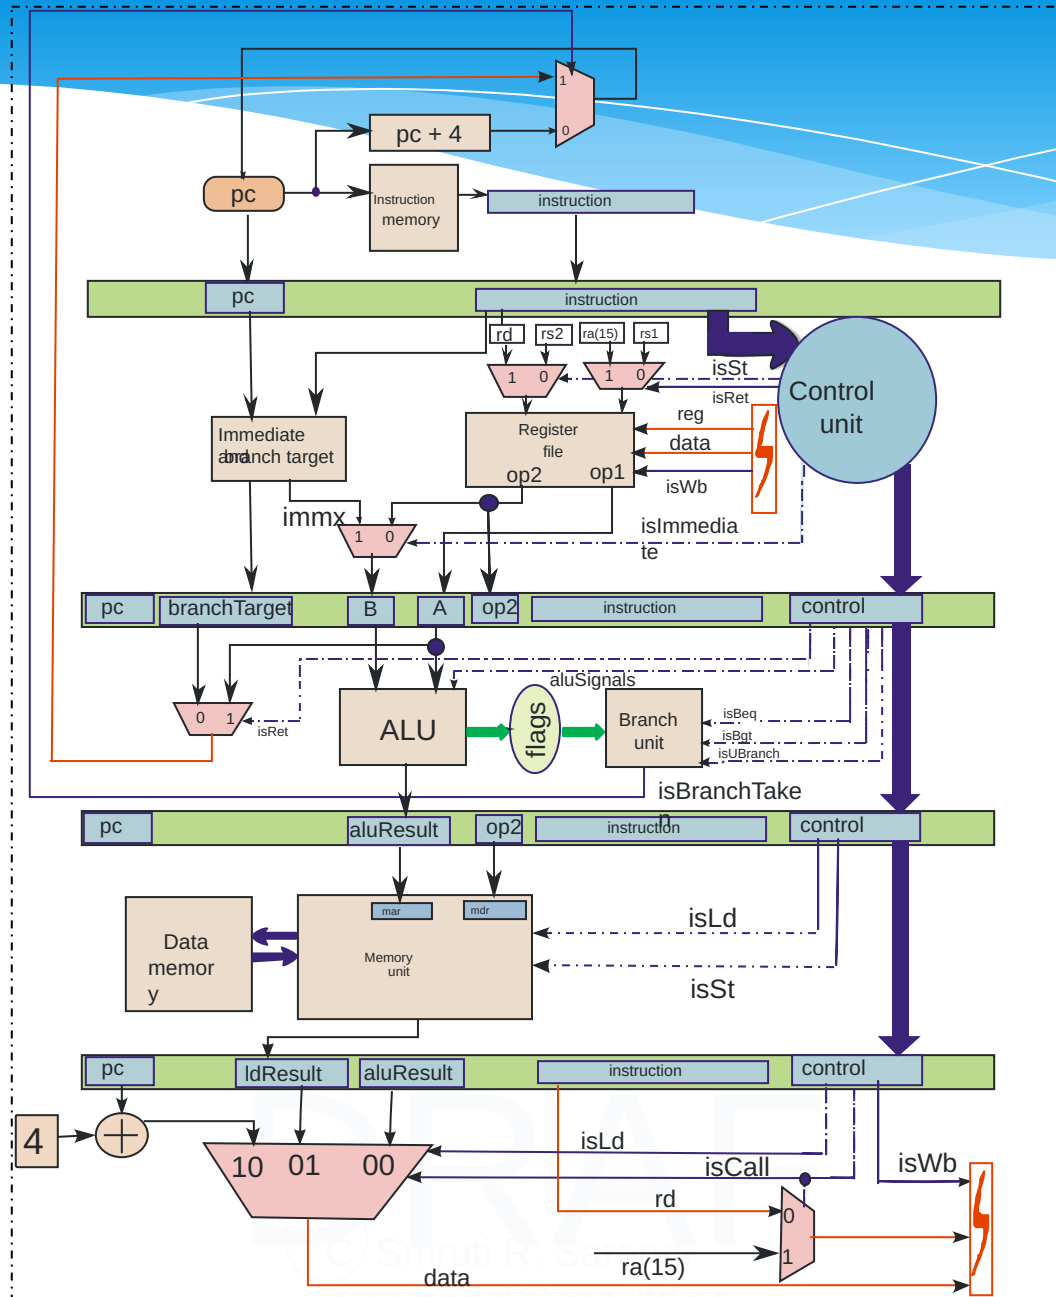 1
pc + 4
0
pc
Instruction
memory
instruction
pc
instruction
rd
rs2
ra(15)
rs1
1 0
1 0
isSt
isRet
Control
unit
Immediate
and
branch target
Register
file
op2
op1
reg
data
isWb
immx
1 0
isImmedia
te
pc
branchTarget
B
A
op2
instruction
control
aluSignals
0 1
isRet
ALU
flags
Branch
unit
isBeq
isBgt
isUBranch
isBranchTake
n
pc
aluResult
op2
instruction
control
mar
mdr
Data
memor
y
Memory
unit
isLd
isSt
pc
ldResult
aluResult
instruction
control
4
10 01 00
isLd
isCall
isWb
rd
0
1
ra(15)
data
DRAF
© Smruti R. Sarangi